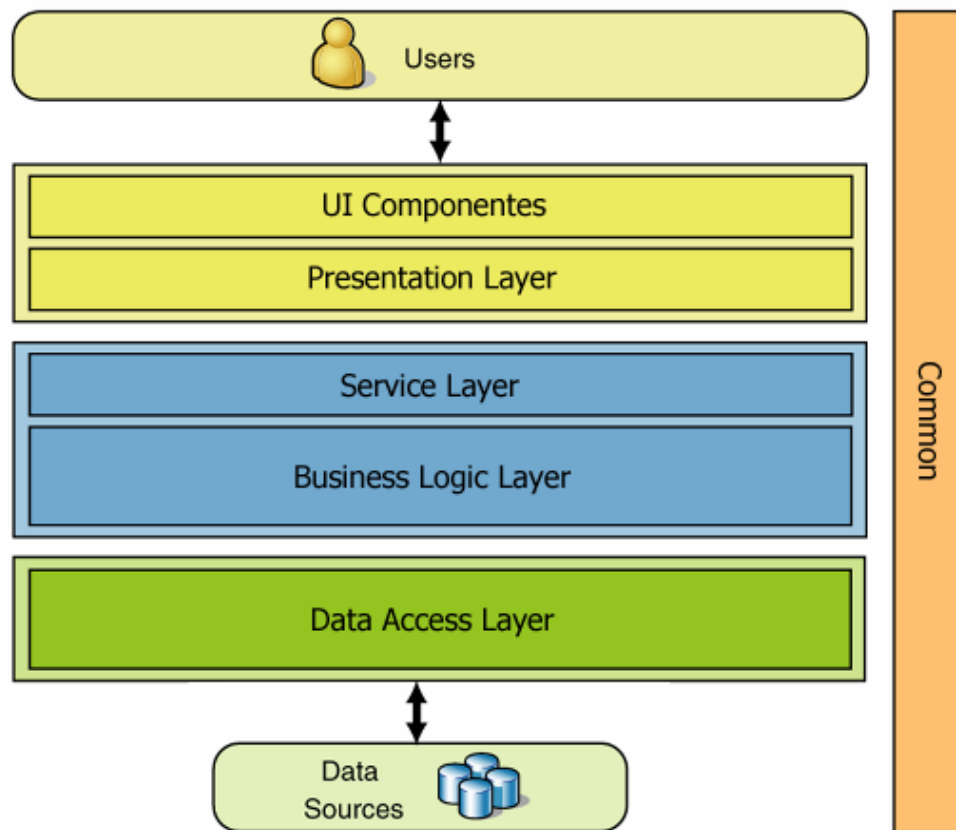 Users
UI Componentes
Presentation Layer
Service Layer
Business Logic Layer
Data Access Layer
Data
Sources
Common